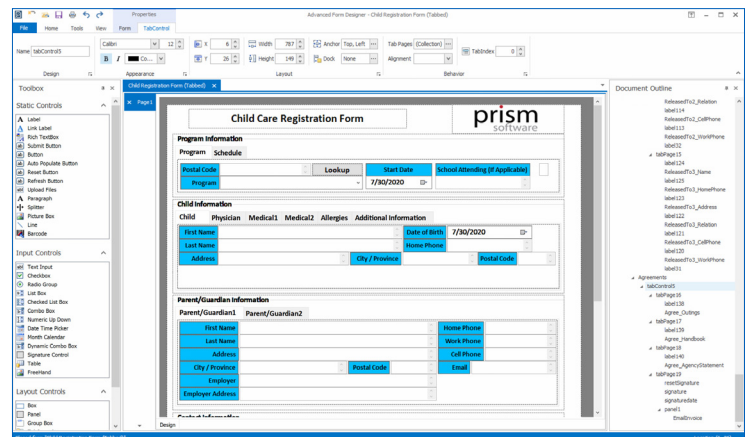 Properties
Advanced Form Designer - Child Registration Form (Tabbed)
File Home Tools View Form TabControl
Name tabControl5
Calibri 12
B I Co...
X 6
Y 26
Width 787
Height 149
Anchor Top, Left
Dock None
Tab Pages (Collection)
Alignment
TabIndex 0
Design Appearance Layout Behavior
Toolbox
Static Controls
A Label
A Link Label
Rich TextBox
Submit Button
Button
Auto Populate Button
Reset Button
Refresh Button
Upload Files
A Paragraph
Splitter
Picture Box
Line
Barcode
Input Controls
Text Input
Checkbox
Radio Group
List Box
Checked List Box
Combo Box
Numeric Up Down
Date Time Picker
Month Calendar
Dynamic Combo Box
Signature Control
Table
FreeHand
Layout Controls
Box
Panel
Group Box
Child Registration Form (Tabbed) ×
× Page1
Child Care Registration Form
prism
software
Program Information
Program Schedule
Postal Code Lookup Start Date School Attending (If Applicable)
Program 7/30/2020
Child Information
Child Physician Medical1 Medical2 Allergies Additional Information
First Name Date of Birth 7/30/2020
Last Name Home Phone
Address City / Province Postal Code
Parent/Guardian Information
Parent/Guardian1 Parent/Guardian2
First Name Home Phone
Last Name Work Phone
Address Cell Phone
City / Province Postal Code Email
Employer
Employer Address
Design
Document Outline
ReleasedTo2_Relation
label114
ReleasedTo2_CellPhone
label113
ReleasedTo2_WorkPhone
label32
tabPage15
label124
ReleasedTo3_Name
label125
ReleasedTo3_HomePhone
label123
ReleasedTo3_Address
label122
ReleasedTo3_Relation
label121
ReleasedTo3_CellPhone
label120
ReleasedTo3_WorkPhone
label31
Agreements
tabControl5
tabPage16
label138
Agree_Outings
tabPage17
label139
Agree_Handbook
tabPage18
label140
Agree_AgencyStatement
tabPage19
resetSignature
signature
signaturedate
panel1
EmailInvoice